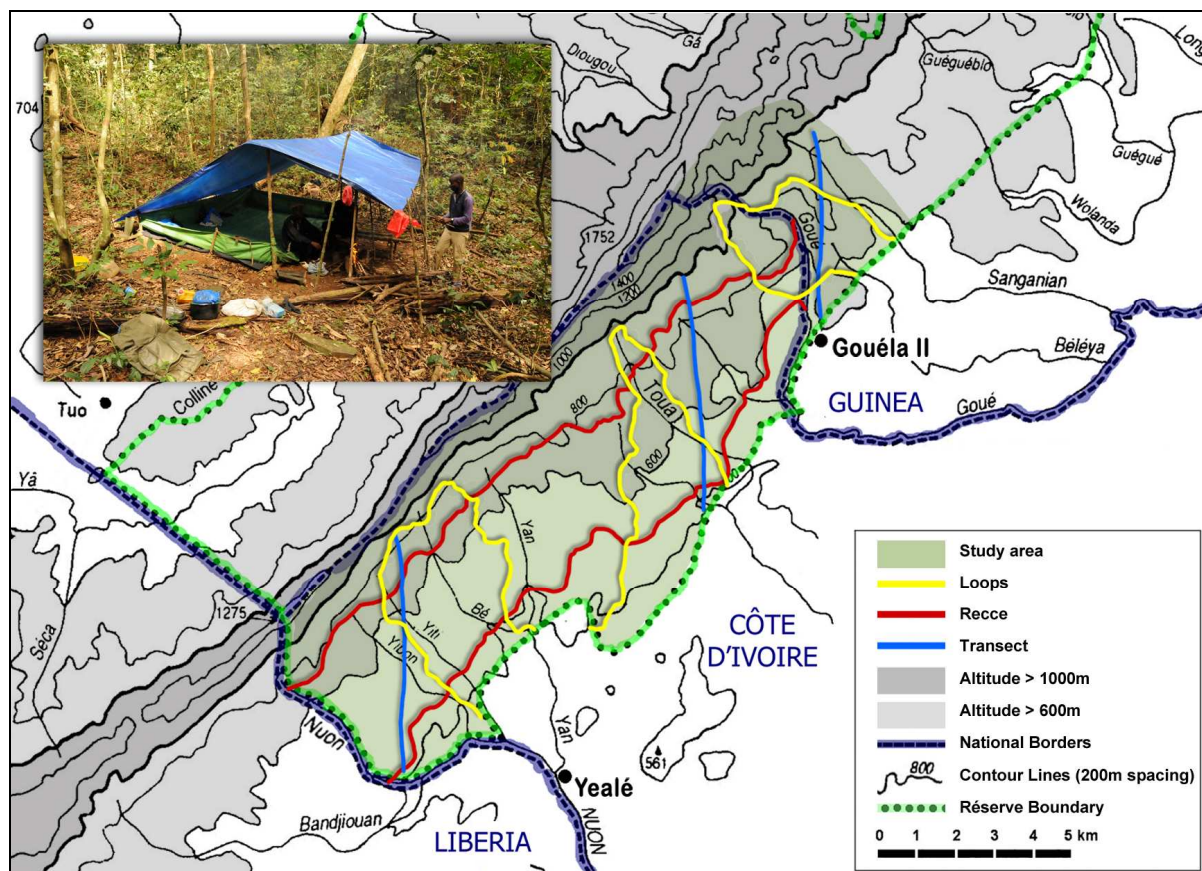 Gâ
Diougou
Guéguéblo
704
Guégué
Wolanda
Goué
1752
Sanganian
1400
1200
Gouéla II
Béléya
1000
GUINEA
Goué
Tuo
Colline
800
Toua
600
Yâ
Yan
1275
Séca
Bé
Yiti
CÔTE
D'IVOIRE
Nuon
Yan
561
Yealé
NUON
Bandjiouan
LIBERIA
Study area
Loops
Recce
Transect
Altitude > 1000m
Altitude > 600m
National Borders
800
Contour Lines (200m spacing)
Réserve Boundary
0 1 2 3 4 5 km